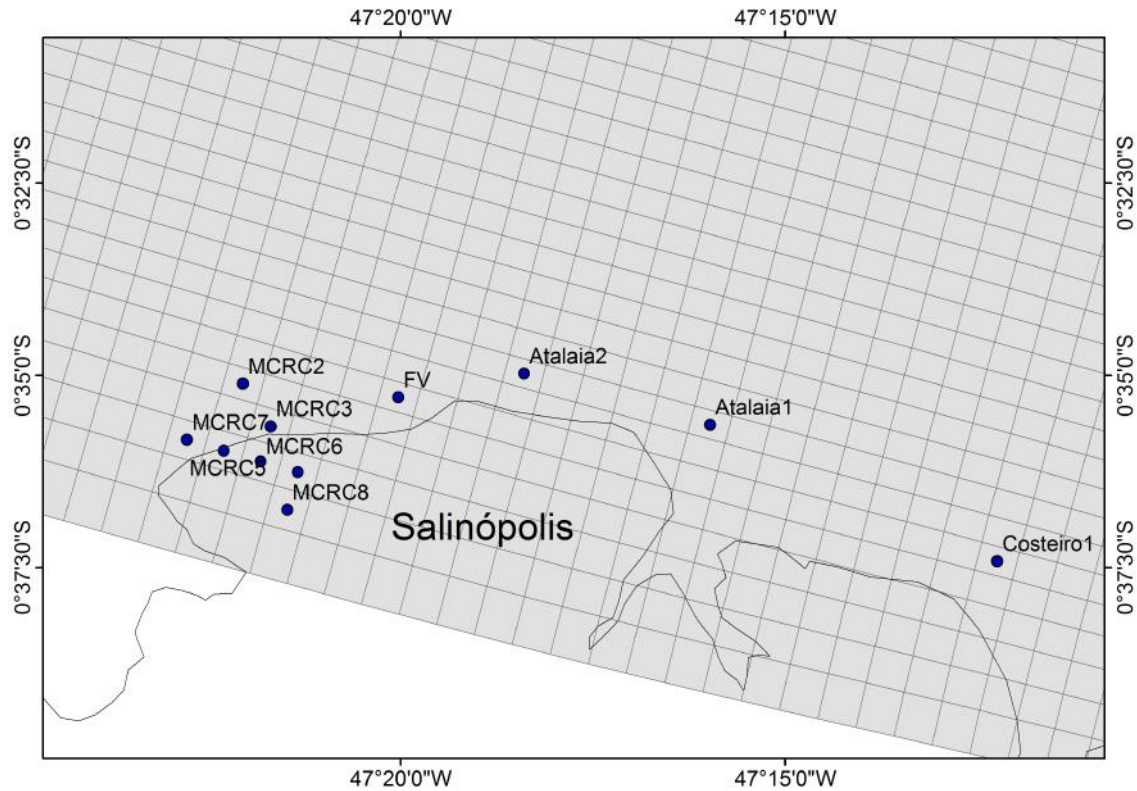 47°20'0"W
47°15'0"W
0°32'30"S
0°32'30"S
0°35'0"S
0°35'0"S
MCRC2
FV
Atalaia2
Atalaia1
MCRC7
MCRC3
MCRC5
MCRC6
MCRC8
Salinópolis
Costeiro1
0°37'30"S
0°37'30"S
47°20'0"W
47°15'0"W